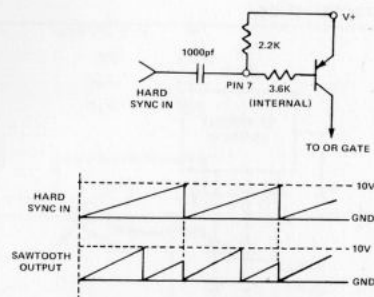 V+
2.2K
1000pf
PIN 7
3.6K
(INTERNAL)
HARD
SYNC IN
TO OR GATE
HARD
SYNC IN
10V
GND
SAWTOOTH
OUTPUT
10V
GND